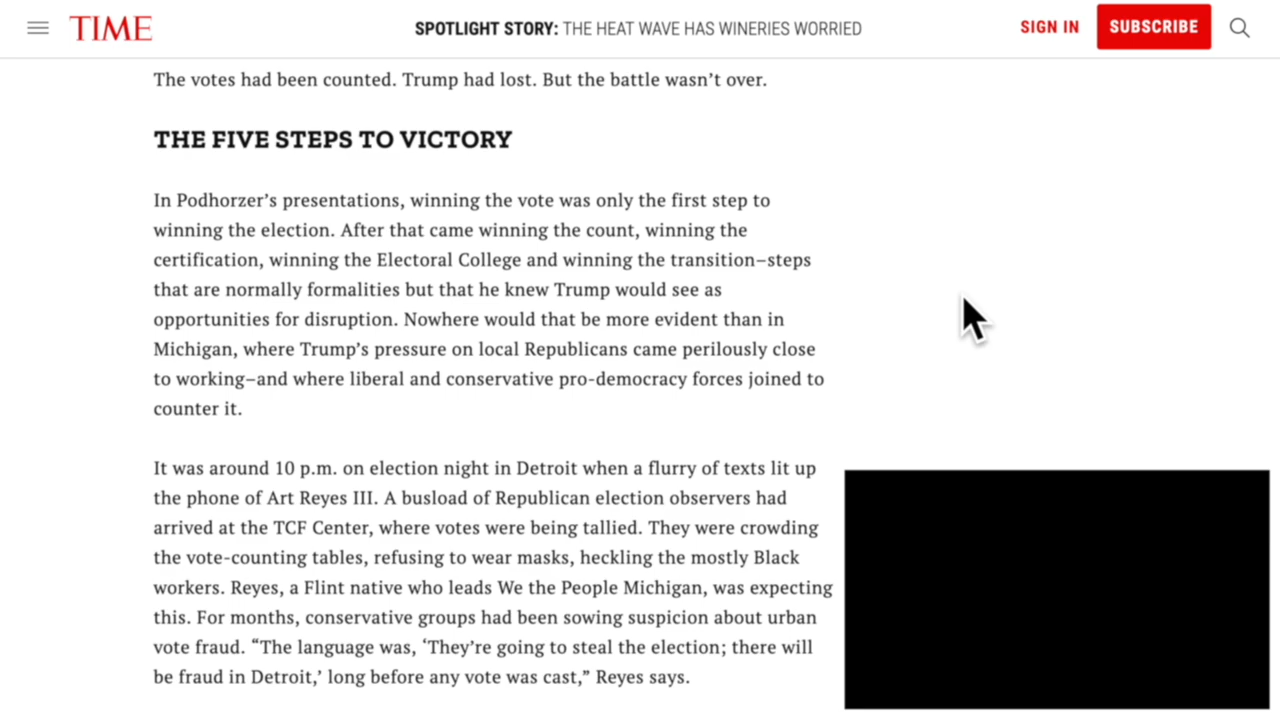 TIME
SPOTLIGHT STORY: THE HEAT WAVE HAS WINERIES WORRIED
SIGN IN
SUBSCRIBE
The votes had been counted. Trump had lost. But the battle wasn’t over.
THE FIVE STEPS TO VICTORY
In Podhorzer’s presentations, winning the vote was only the first step to
winning the election. After that came winning the count, winning the
certification, winning the Electoral College and winning the transition–steps
that are normally formalities but that he knew Trump would see as
opportunities for disruption. Nowhere would that be more evident than in
Michigan, where Trump’s pressure on local Republicans came perilously close
to working–and where liberal and conservative pro-democracy forces joined to
counter it.
It was around 10 p.m. on election night in Detroit when a flurry of texts lit up
the phone of Art Reyes III. A busload of Republican election observers had
arrived at the TCF Center, where votes were being tallied. They were crowding
the vote-counting tables, refusing to wear masks, heckling the mostly Black
workers. Reyes, a Flint native who leads We the People Michigan, was expecting
this. For months, conservative groups had been sowing suspicion about urban
vote fraud. “The language was, ‘They’re going to steal the election; there will
be fraud in Detroit,’ long before any vote was cast,” Reyes says.